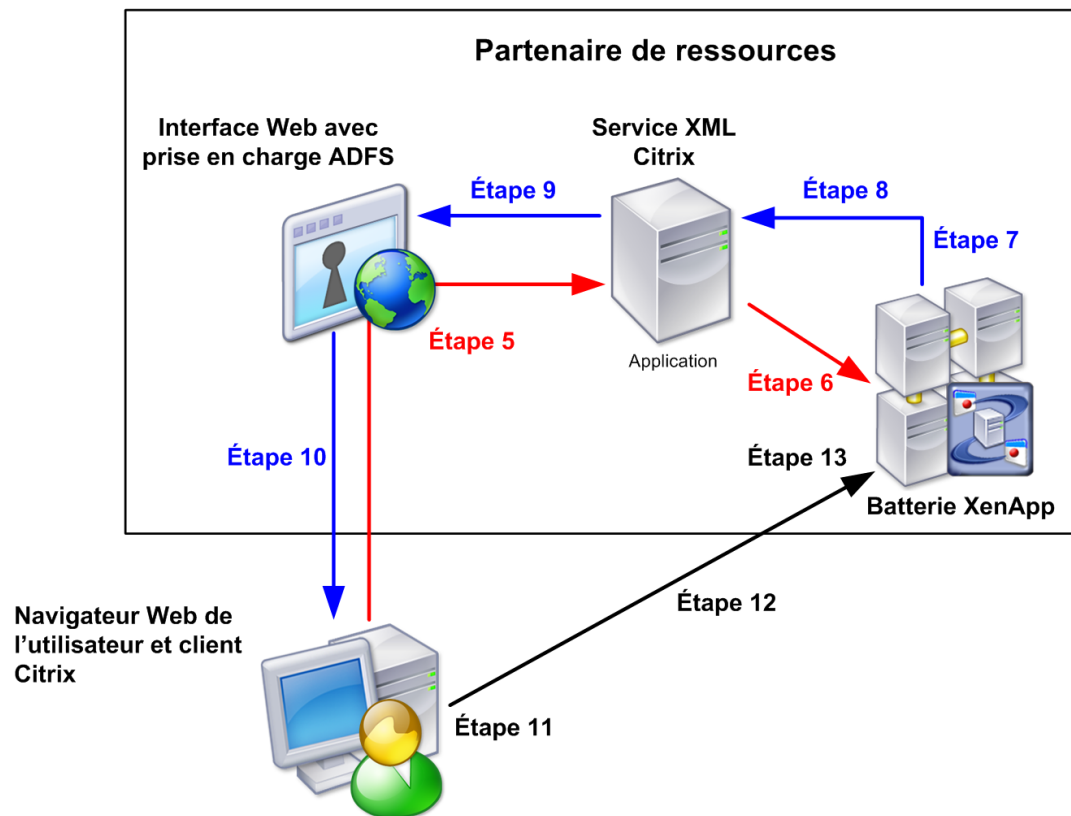 Partenaire de ressources
Interface Web avec
prise en charge ADFS
Service XML
Citrix
Étape 9
Étape 8
Étape 7
Étape 5
Application
Étape 6
Étape 10
Étape 13
Batterie XenApp
Étape 12
Navigateur Web de
l’utilisateur et client
Citrix
Étape 11